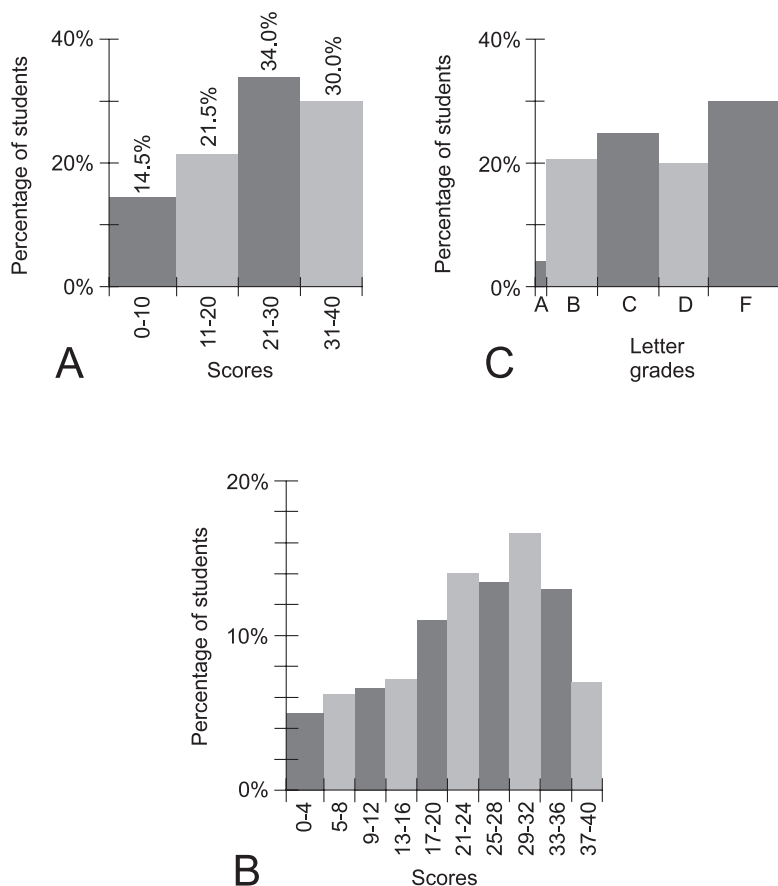 40%
20%
0%
Percentage of students
14.5%
21.5%
34.0%
30.0%
0-10
11-20
21-30
31-40
Scores
A
40%
20%
0%
Percentage of students
A
B
C
D
F
Letter
grades
C
20%
10%
0%
Percentage of students
0-4
5-8
9-12
13-16
17-20
21-24
25-28
29-32
33-36
37-40
Scores
B